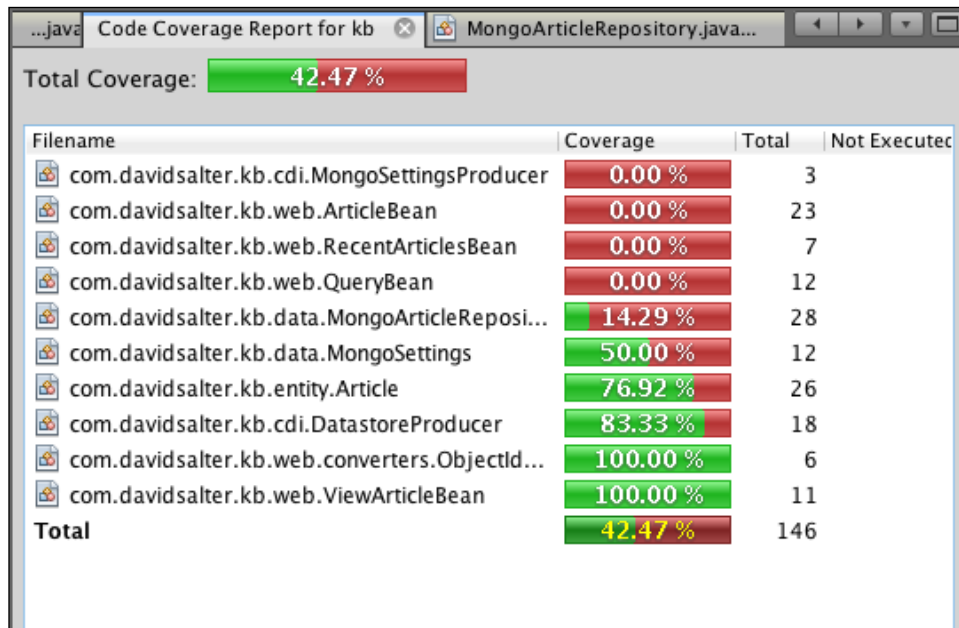 ...java Code Coverage Report for kb MongoArticleRepository.java...
Total Coverage: 42.47 %
Filename Coverage Total Not Executed
com.davidsalter.kb.cdi.MongoSettingsProducer 0.00 % 3
com.davidsalter.kb.web.ArticleBean 0.00 % 23
com.davidsalter.kb.web.RecentArticlesBean 0.00 % 7
com.davidsalter.kb.web.QueryBean 0.00 % 12
com.davidsalter.kb.data.MongoArticleReposi... 14.29 % 28
com.davidsalter.kb.data.MongoSettings 50.00 % 12
com.davidsalter.kb.entity.Article 76.92 % 26
com.davidsalter.kb.cdi.DatastoreProducer 83.33 % 18
com.davidsalter.kb.web.converters.ObjectId... 100.00 % 6
com.davidsalter.kb.web.ViewArticleBean 100.00 % 11
Total 42.47 % 146